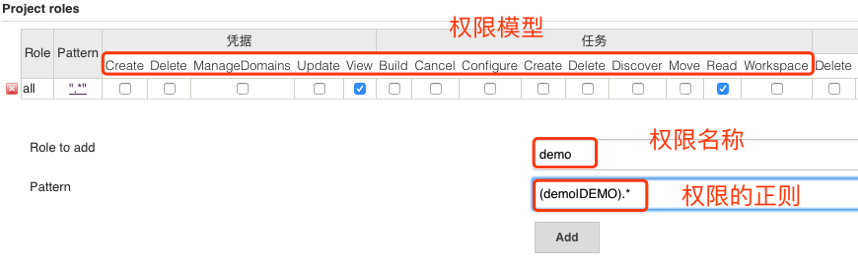 Project roles
权限模型
凭据 任务
Role Pattern Create Delete ManageDomains Update View Build Cancel Configure Create Delete Discover Move Read Workspace Delete
all ".*"
权限名称
Role to add demo
Pattern (demo|DEMO).* 权限的正则
Add